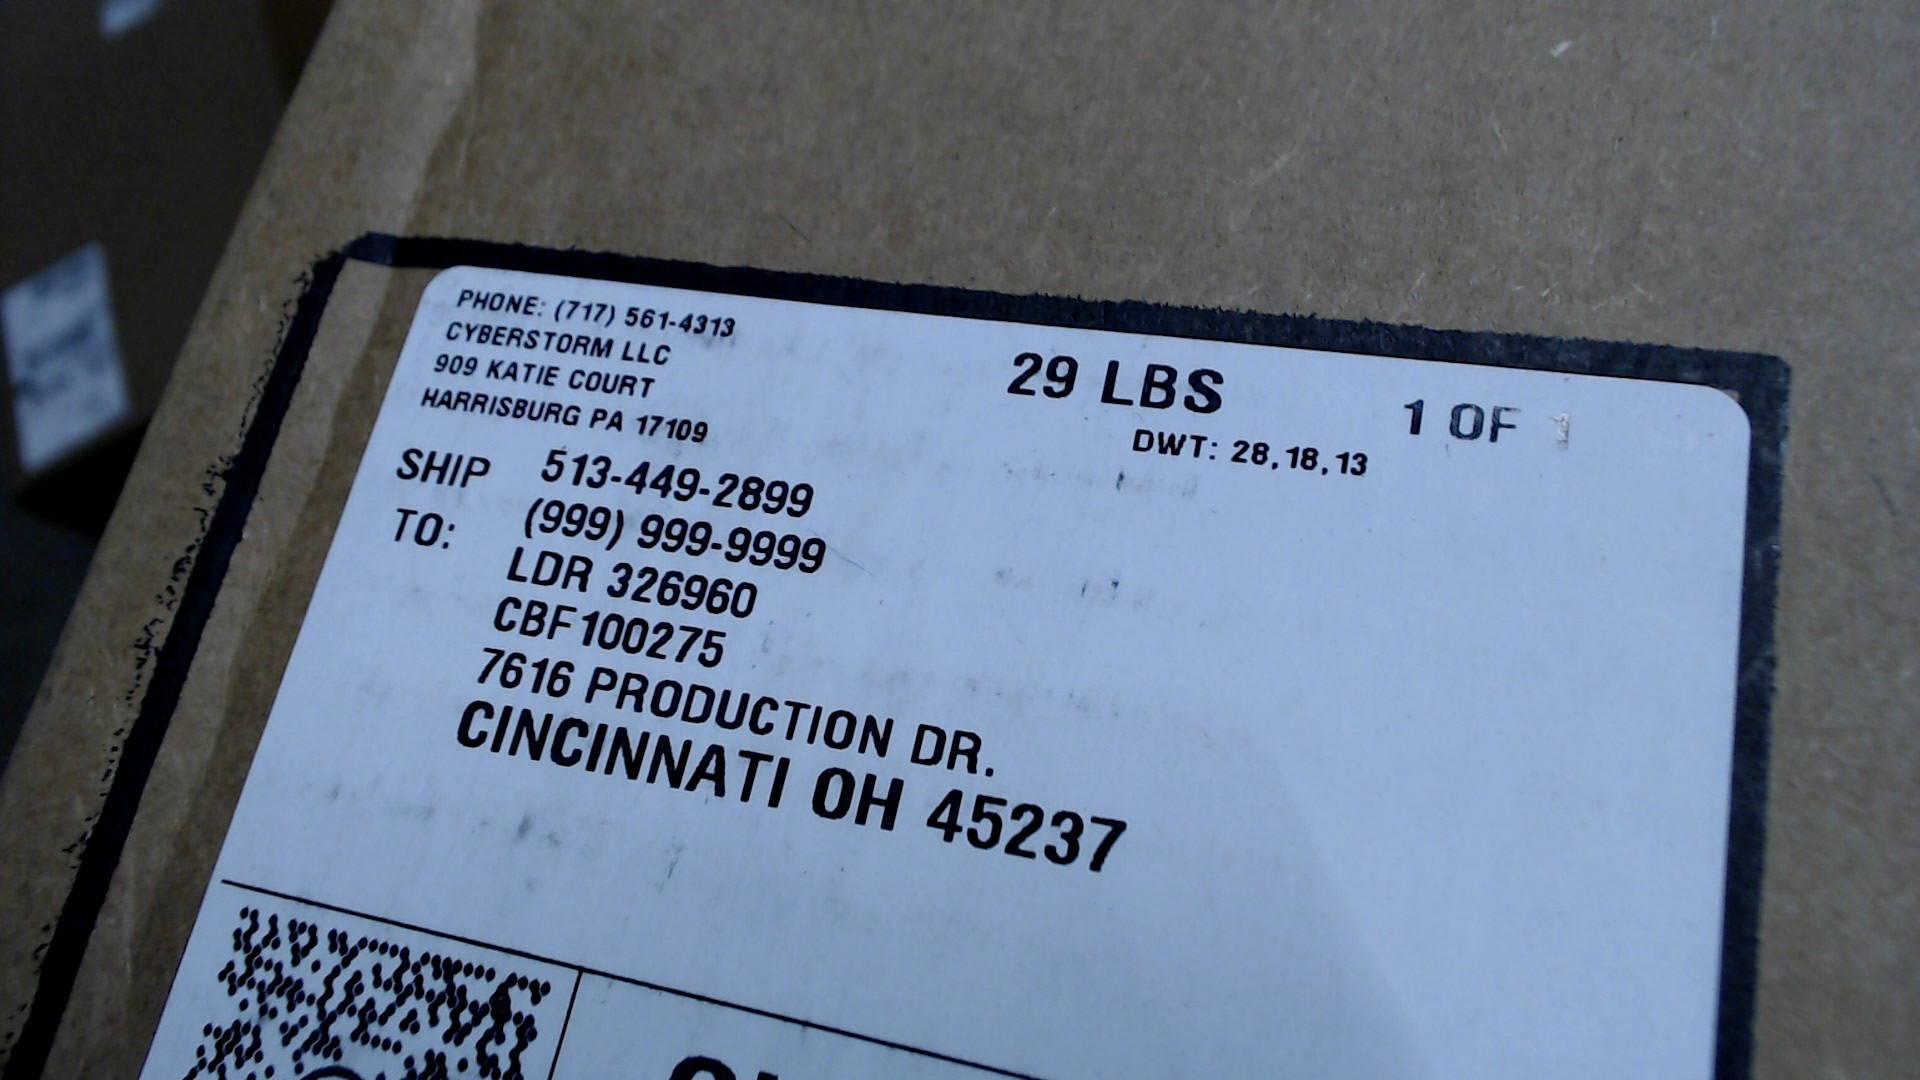 PHONE: (717) 561-4313
CYBERSTORM LLC
909 KATIE COURT
HARRISBURG PA 17109
29 LBS
1 OF 1
DWT: 28,18,13
SHIP TO:
513-449-2899
(999) 999-9999
LDR 326960
CBF100275
7616 PRODUCTION DR.
CINCINNATI OH 45237